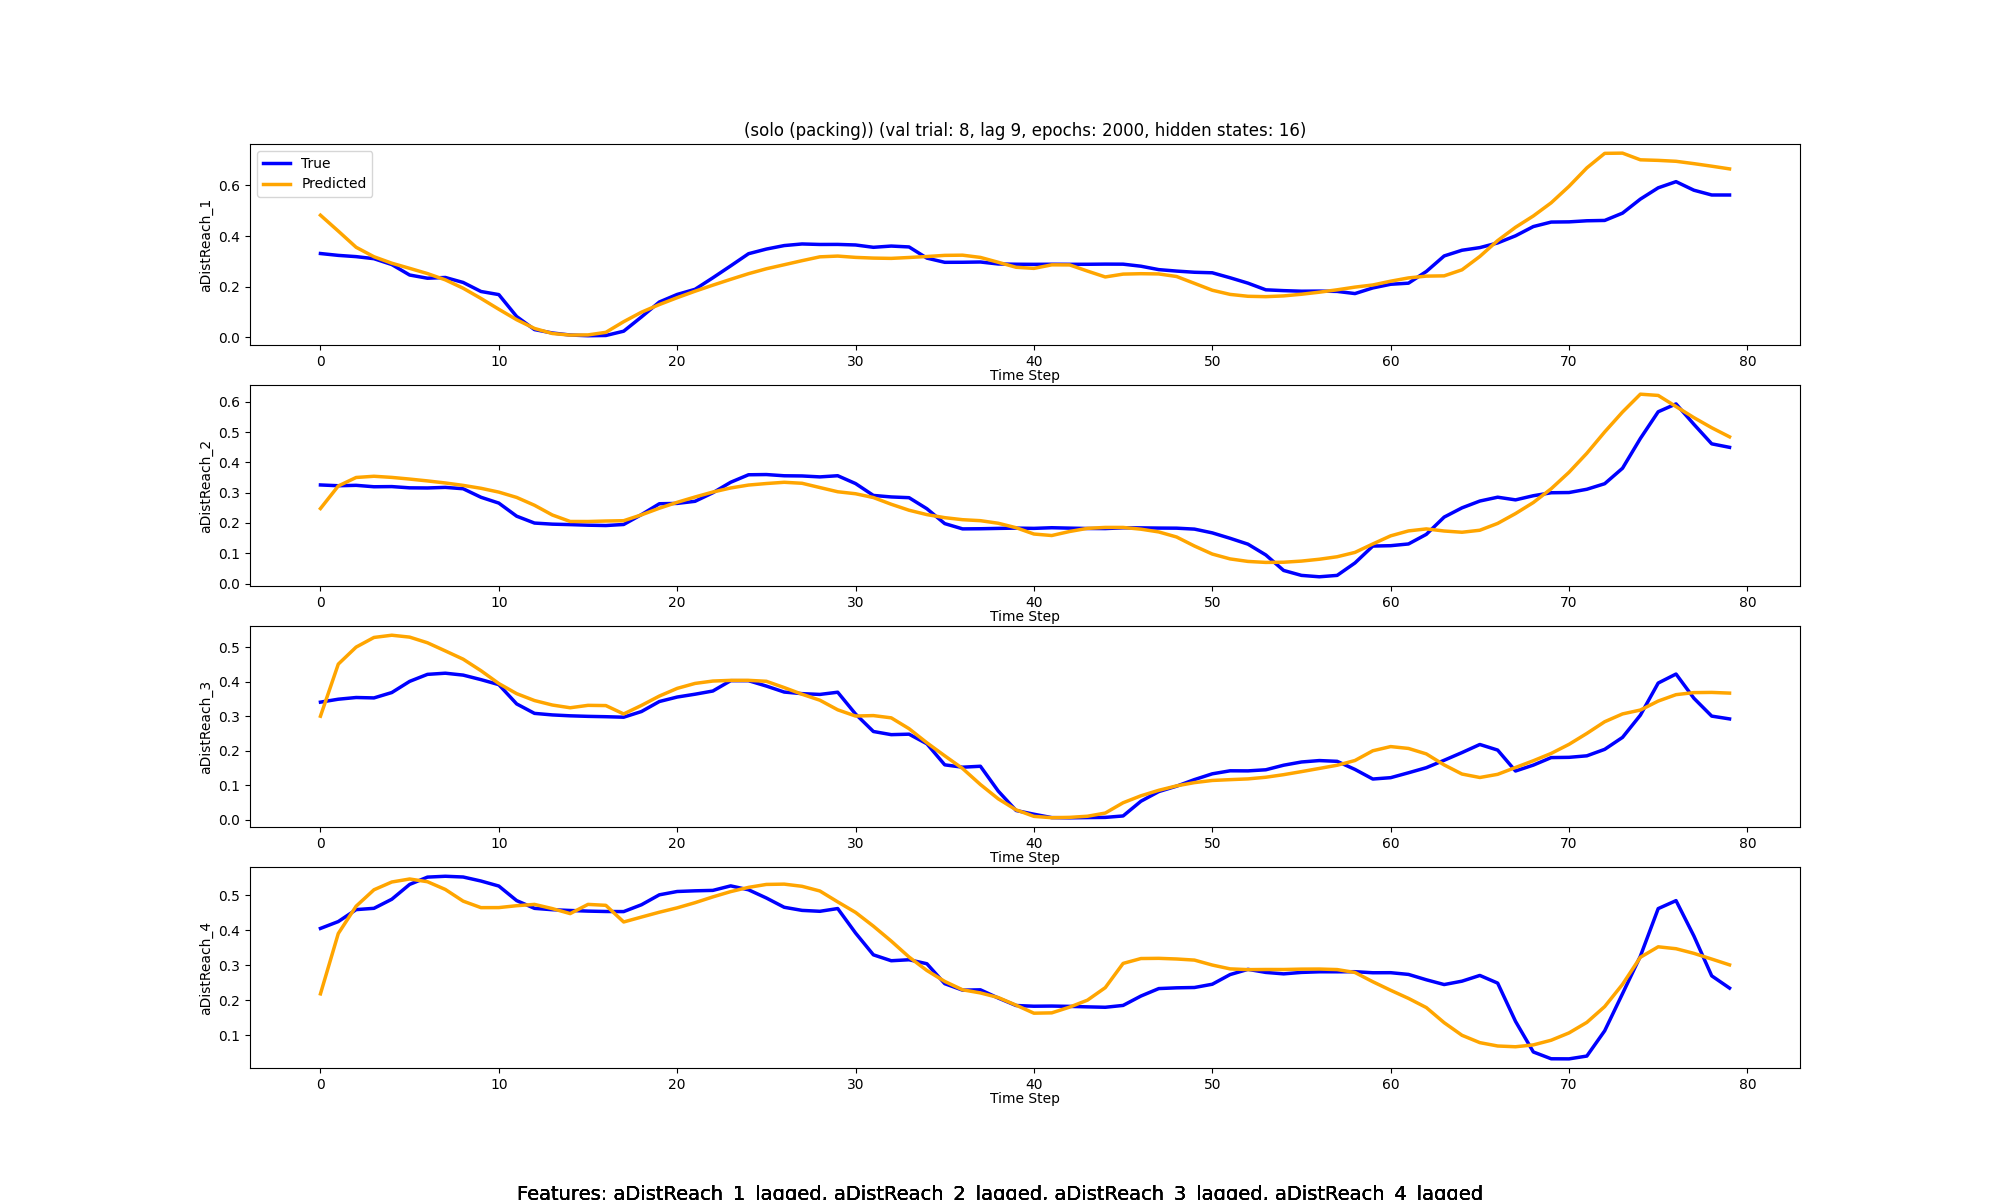 (solo (packing)) (val trial: 8, lag 9, epochs: 2000, hidden states: 16)
True
Predicted
aDistReach_1
0.6
0.4
0.2
0.0
0 10 20 30 40 50 60 70 80
Time Step
aDistReach_2
0.6
0.5
0.4
0.3
0.2
0.1
0.0
0 10 20 30 40 50 60 70 80
Time Step
aDistReach_3
0.5
0.4
0.3
0.2
0.1
0.0
0 10 20 30 40 50 60 70 80
Time Step
aDistReach_4
0.5
0.4
0.3
0.2
0.1
0 10 20 30 40 50 60 70 80
Time Step
Features: aDistReach_1_lagged, aDistReach_2_lagged, aDistReach_3_lagged, aDistReach_4_lagged